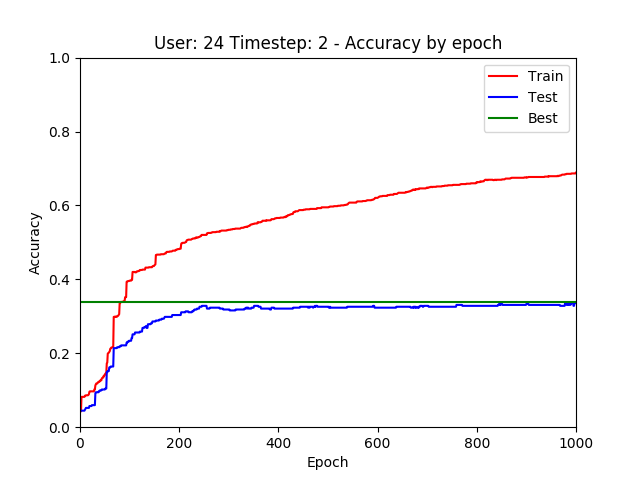 User: 24 Timestep: 2 - Accuracy by epoch
1.0
0.8
0.6
0.4
0.2
0.0
Accuracy
Train
Test
Best
0 200 400 600 800 1000
Epoch